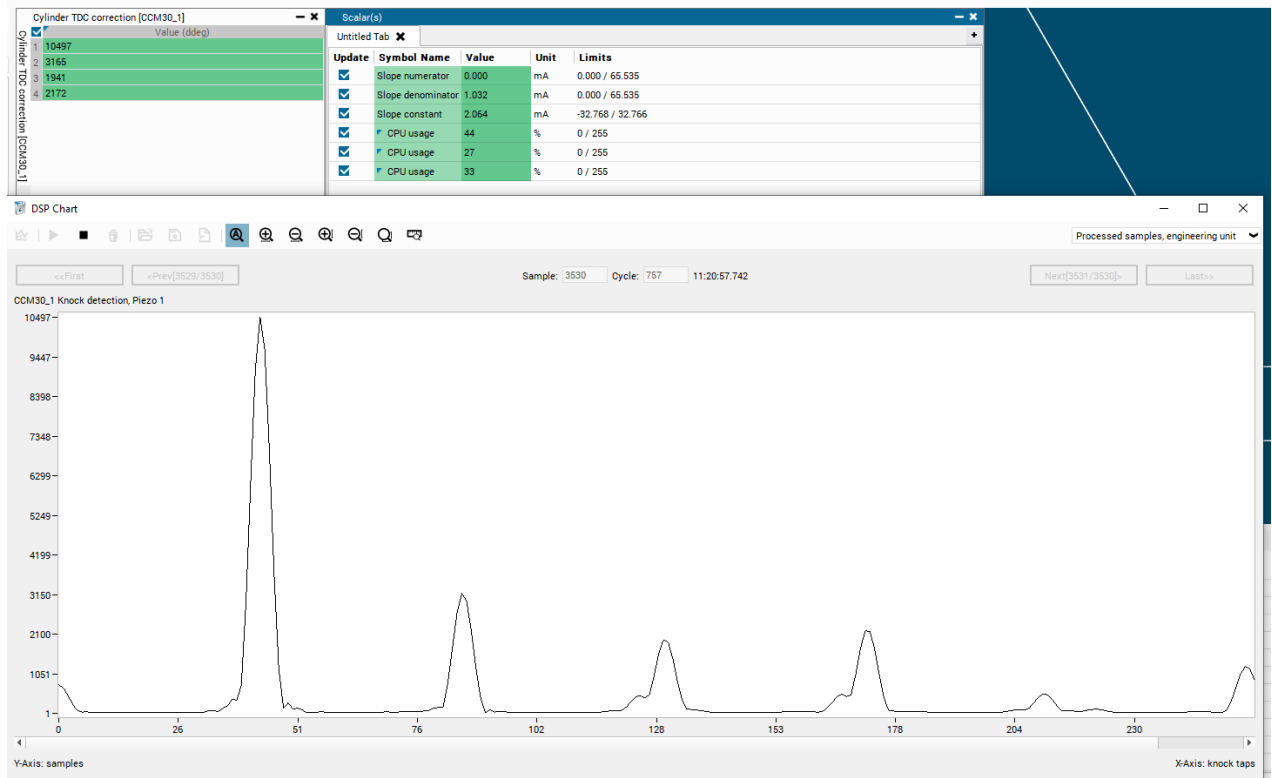 Cylinder TDC correction [CCM30_1]
Value (ddeg)
Cylinder TDC correction [CCM30_1]
1 10497
2 3165
3 1941
4 2172
Scalar(s)
Untitled Tab
Update Symbol Name Value Unit Limits
Slope numerator 0.000 mA 0.000 / 65.535
Slope denominator 1.032 mA 0.000 / 65.535
Slope constant 2.064 mA -32.768 / 32.766
CPU usage 44 % 0 / 255
CPU usage 27 % 0 / 255
CPU usage 33 % 0 / 255
DSP Chart
Processed samples, engineering unit
<<First <Prev[3529/3530] Sample: 3530 Cycle: 757 11:20:57.742 Next[3531/3530]> Last>>
CCM30_1 Knock detection, Piezo 1
10497
9447
8398
7348
6299
5249
4199
3150
2100
1051
1
0 26 51 76 102 128 153 178 204 230
Y-Axis: samples X-Axis: knock taps